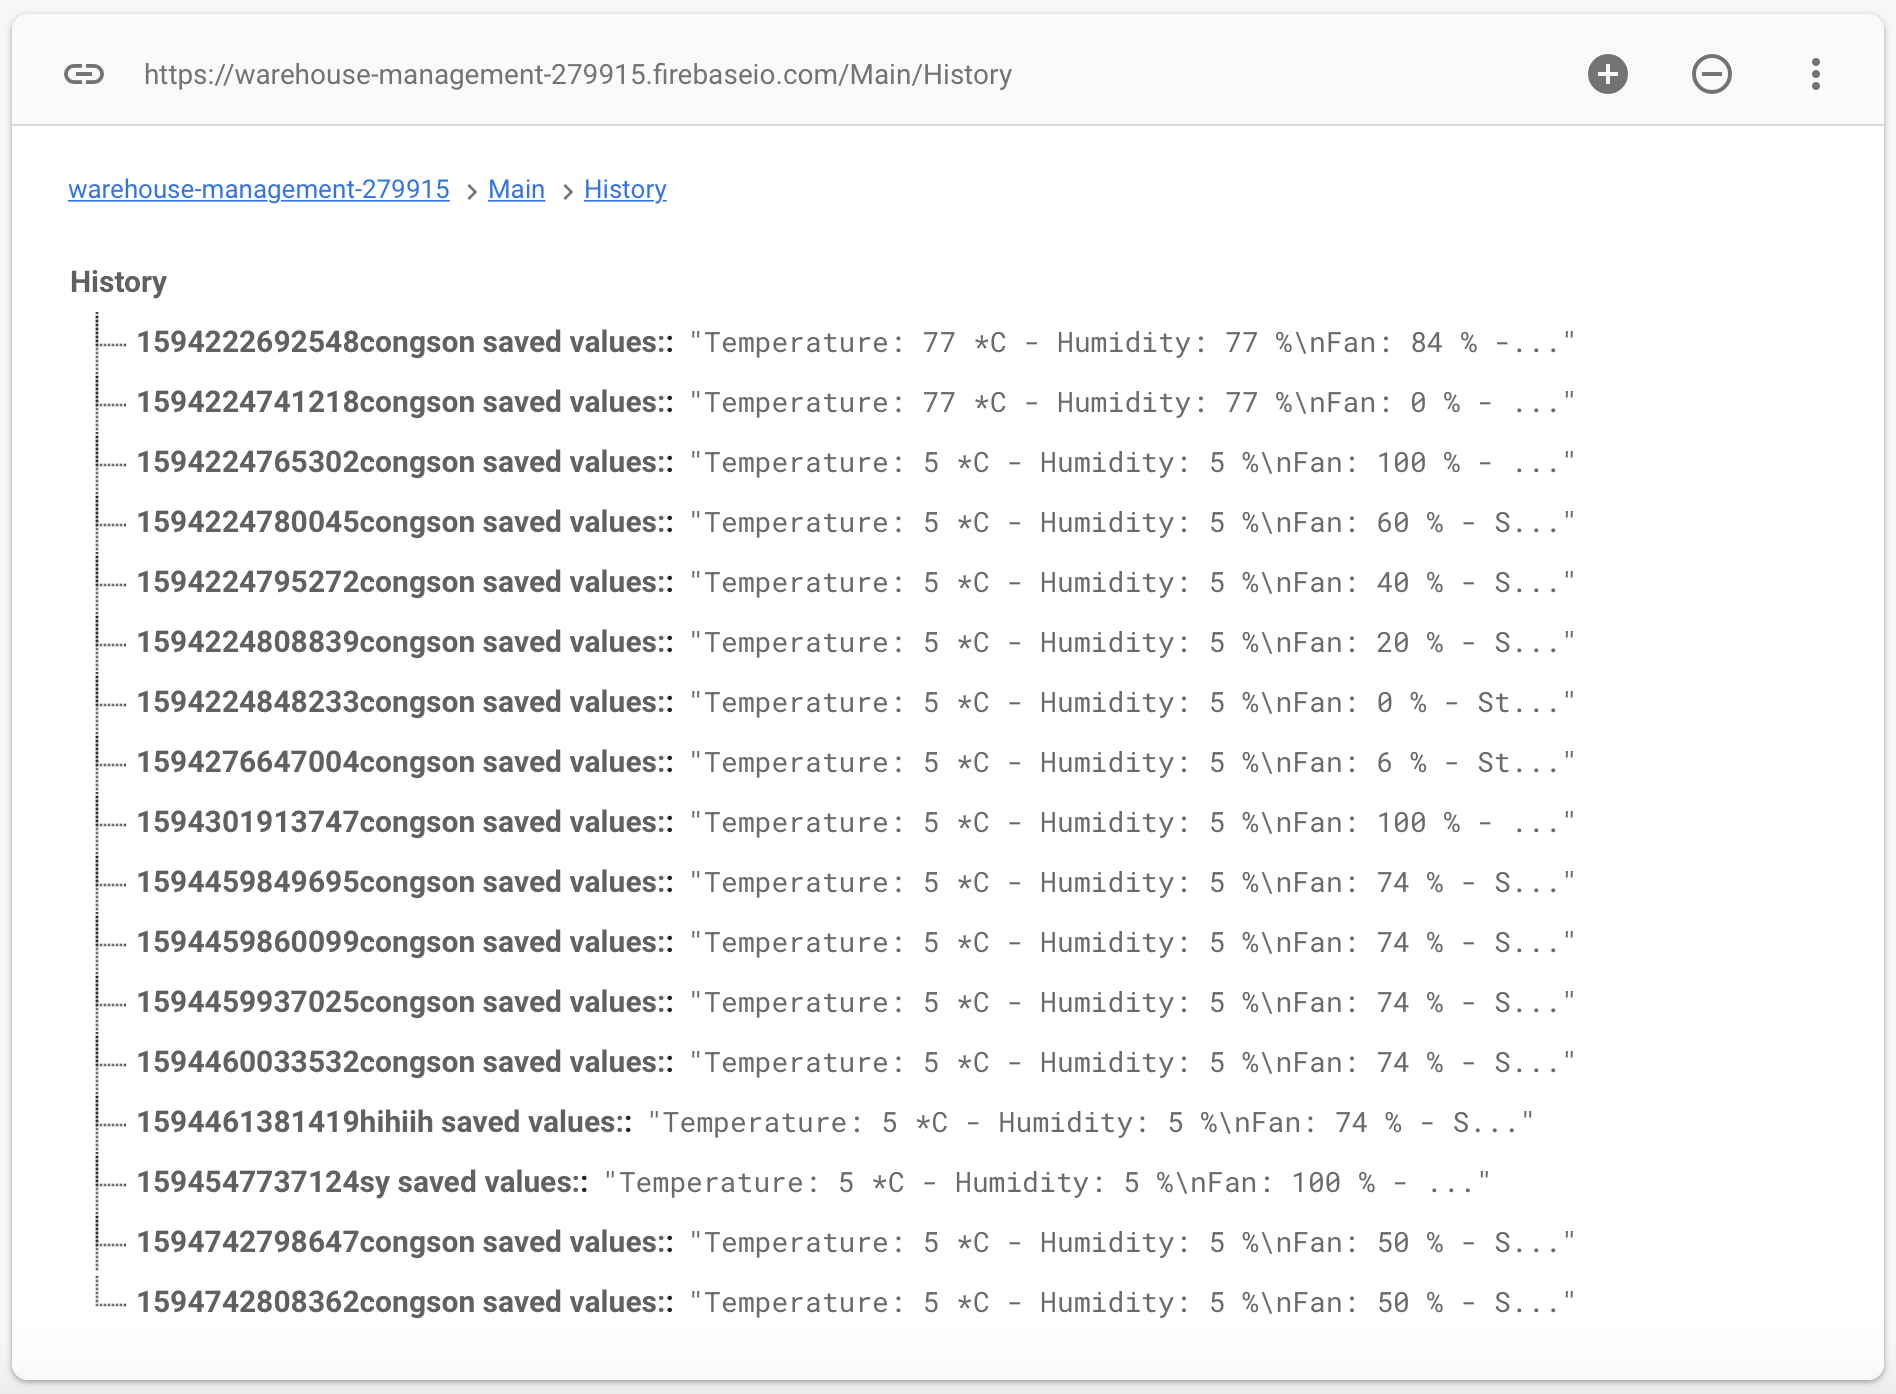 https://warehouse-management-279915.firebaseio.com/Main/History
warehouse-management-279915 > Main > History
History
1594222692548congson saved values:: "Temperature: 77 *C - Humidity: 77 %\nFan: 84 % -..."
1594224741218congson saved values:: "Temperature: 77 *C - Humidity: 77 %\nFan: 0 % - ..."
1594224765302congson saved values:: "Temperature: 5 *C - Humidity: 5 %\nFan: 100 % - ..."
1594224780045congson saved values:: "Temperature: 5 *C - Humidity: 5 %\nFan: 60 % - S..."
1594224795272congson saved values:: "Temperature: 5 *C - Humidity: 5 %\nFan: 40 % - S..."
1594224808839congson saved values:: "Temperature: 5 *C - Humidity: 5 %\nFan: 20 % - S..."
1594224848233congson saved values:: "Temperature: 5 *C - Humidity: 5 %\nFan: 0 % - St..."
1594276647004congson saved values:: "Temperature: 5 *C - Humidity: 5 %\nFan: 6 % - St..."
1594301913747congson saved values:: "Temperature: 5 *C - Humidity: 5 %\nFan: 100 % - ..."
1594459849695congson saved values:: "Temperature: 5 *C - Humidity: 5 %\nFan: 74 % - S..."
1594459860099congson saved values:: "Temperature: 5 *C - Humidity: 5 %\nFan: 74 % - S..."
1594459937025congson saved values:: "Temperature: 5 *C - Humidity: 5 %\nFan: 74 % - S..."
1594460033532congson saved values:: "Temperature: 5 *C - Humidity: 5 %\nFan: 74 % - S..."
1594461381419hihiih saved values:: "Temperature: 5 *C - Humidity: 5 %\nFan: 74 % - S..."
1594547737124sy saved values:: "Temperature: 5 *C - Humidity: 5 %\nFan: 100 % - ..."
1594742798647congson saved values:: "Temperature: 5 *C - Humidity: 5 %\nFan: 50 % - S..."
1594742808362congson saved values:: "Temperature: 5 *C - Humidity: 5 %\nFan: 50 % - S..."